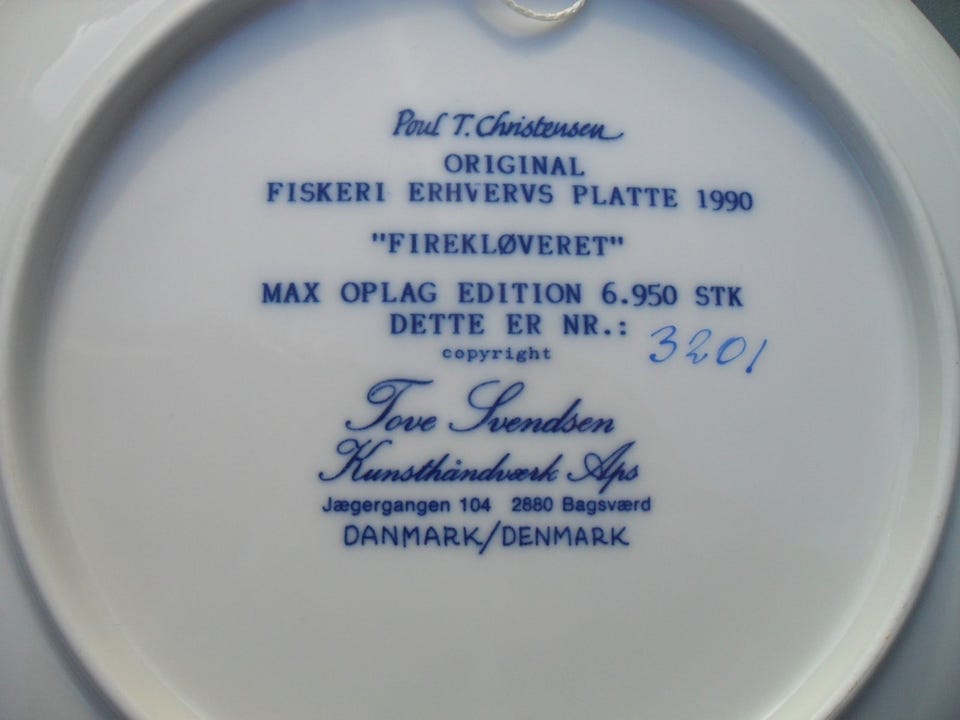 Poul T. Christensen
ORIGINAL
FISKERI ERHVERVS PLATTE 1990
"FIREKLØVERET"
MAX OPLAG EDITION 6.950 STK
DETTE ER NR.: 3201
copyright
Tove Svendsen
Kunsthåndværk Aps
Jægergangen 104 2880 Bagsværd
DANMARK/DENMARK